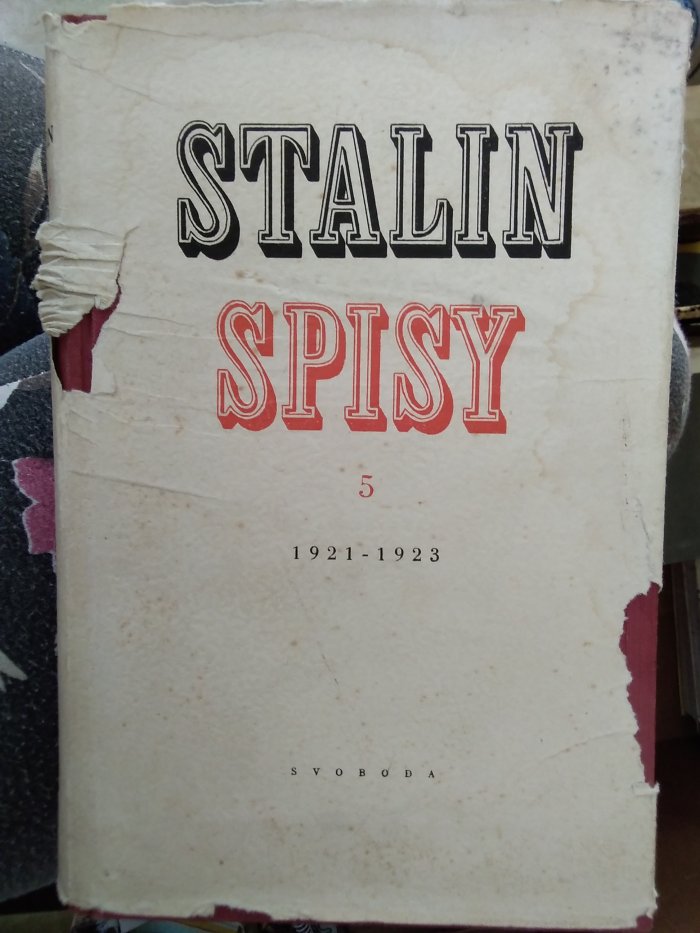 STALIN
SPISY
5
1921-1923
SVOBODA
N